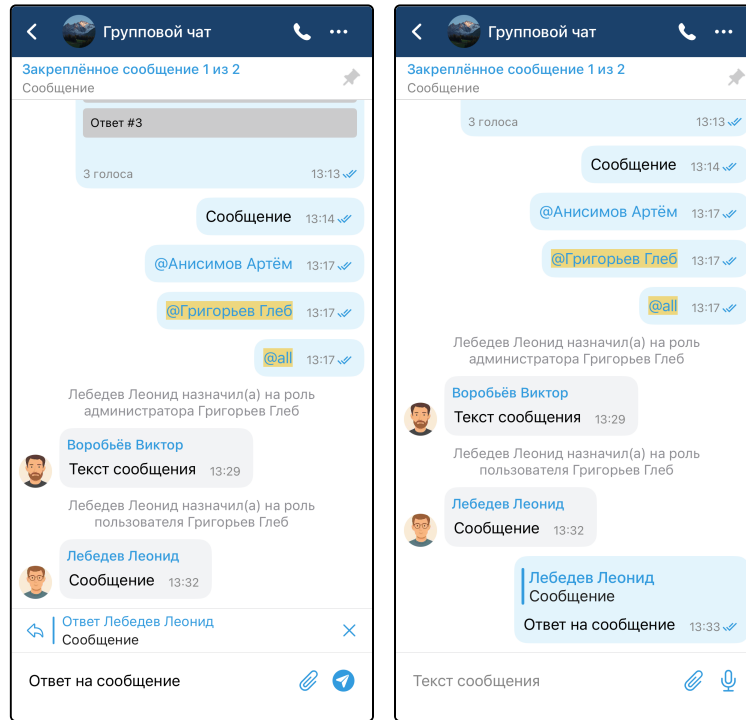 Групповой чат
Закреплённое сообщение 1 из 2
Сообщение
Ответ #3
3 голоса 13:13
Сообщение 13:14
@Анисимов Артём 13:17
@Григорьев Глеб 13:17
@all 13:17
Лебедев Леонид назначил(а) на роль
администратора Григорьев Глеб
Воробьёв Виктор
Текст сообщения 13:29
Лебедев Леонид назначил(а) на роль
пользователя Григорьев Глеб
Лебедев Леонид
Сообщение 13:32
Ответ Лебедев Леонид
Сообщение
Ответ на сообщение
Групповой чат
Закреплённое сообщение 1 из 2
Сообщение
3 голоса 13:13
Сообщение 13:14
@Анисимов Артём 13:17
@Григорьев Глеб 13:17
@all 13:17
Лебедев Леонид назначил(а) на роль
администратора Григорьев Глеб
Воробьёв Виктор
Текст сообщения 13:29
Лебедев Леонид назначил(а) на роль
пользователя Григорьев Глеб
Лебедев Леонид
Сообщение 13:32
Лебедев Леонид
Сообщение
Ответ на сообщение 13:33
Текст сообщения